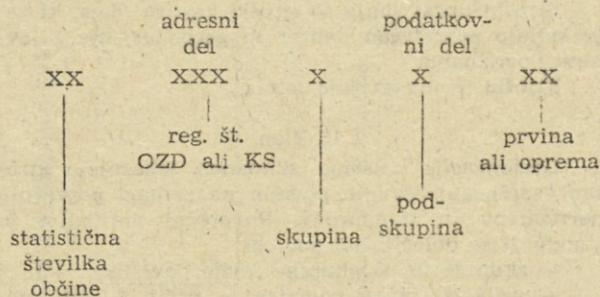 adresni
del
podatkov-
ni del
XX XXX X X XX
reg. št.
OZD ali KS
prvina
ali oprema
statistična
številka
občine
skupina
pod-
skupina